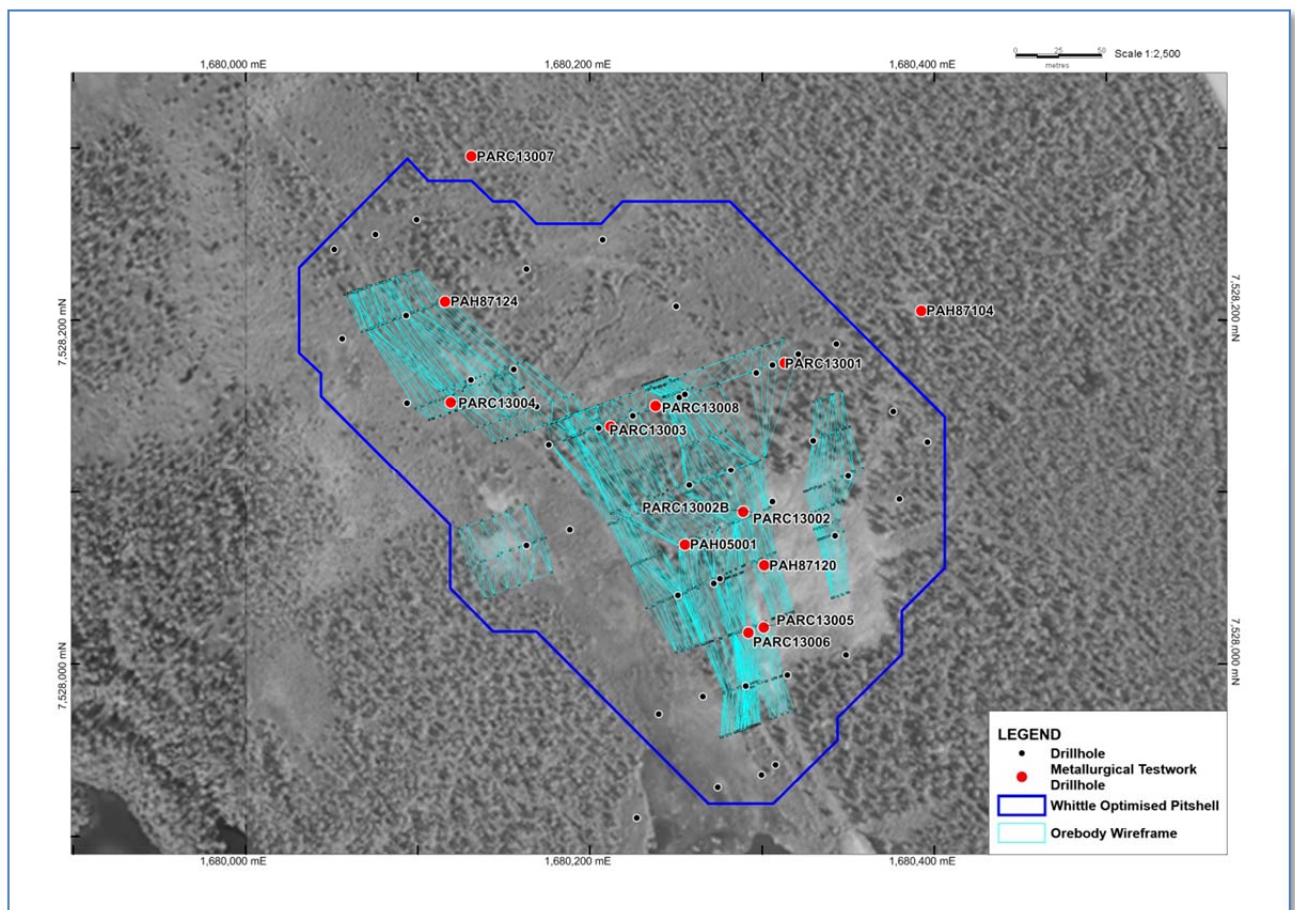 0 25 50
Scale 1:2,500
metres
1,680,000 mE
1,680,200 mE
1,680,400 mE
PARC13007
7,528,200 mN
PAH87124
PAH87104
7,528,200 mN
PARC13001
PARC13004
PARC13008
PARC13003
PARC13002B
PARC13002
PAH05001
PAH87120
PARC13005
PARC13006
7,528,000 mN
7,528,000 mN
LEGEND
Drillhole
Metallurgical Testwork
Drillhole
Whittle Optimised Pitshell
Orebody Wireframe
1,680,000 mE
1,680,200 mE
1,680,400 mE